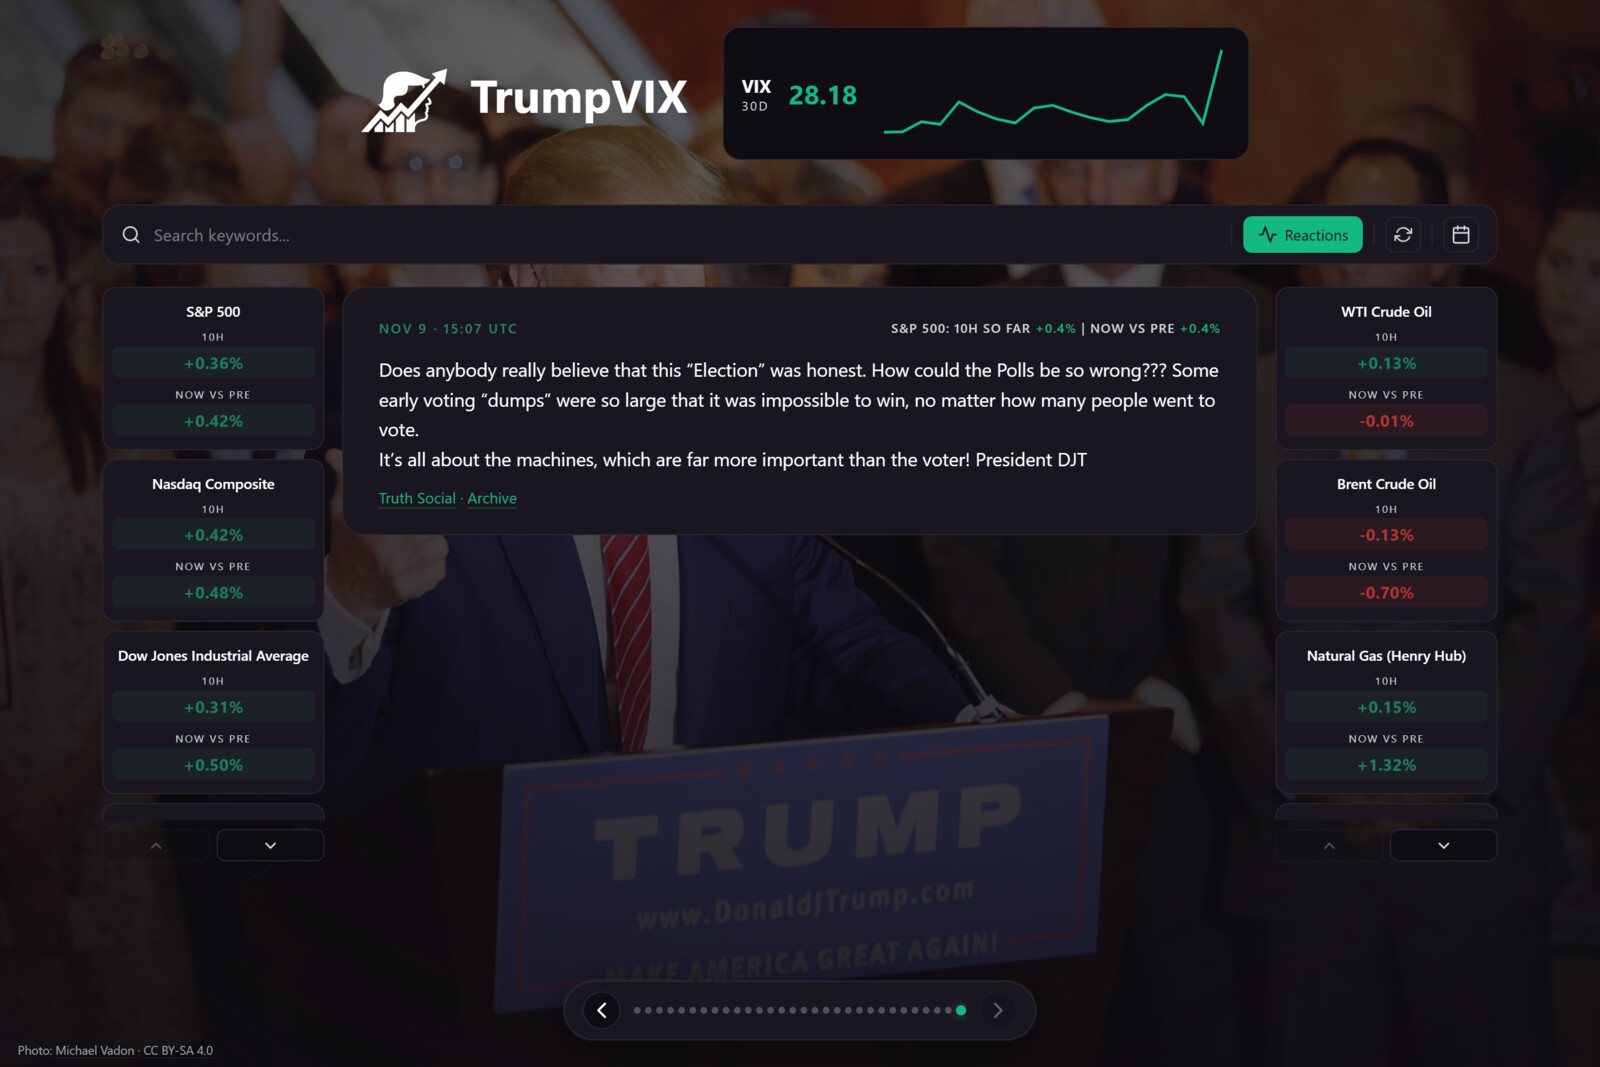 TrumpVIX
VIX
30D
28.18
Search keywords...
Reactions
S&P 500
10H
+0.36%
NOW VS PRE
+0.42%
Nasdaq Composite
10H
+0.42%
NOW VS PRE
+0.48%
Dow Jones Industrial Average
10H
+0.31%
NOW VS PRE
+0.50%
NOV 9 · 15:07 UTC
S&P 500: 10H SO FAR +0.4% | NOW VS PRE +0.4%
Does anybody really believe that this “Election” was honest. How could the Polls be so wrong??? Some
early voting “dumps” were so large that it was impossible to win, no matter how many people went to
vote.
It’s all about the machines, which are far more important than the voter! President DJT
Truth Social · Archive
WTI Crude Oil
10H
+0.13%
NOW VS PRE
-0.01%
Brent Crude Oil
10H
-0.13%
NOW VS PRE
-0.70%
Natural Gas (Henry Hub)
10H
+0.15%
NOW VS PRE
+1.32%
TRUMP
www.DonaldJTrump.com
MAKE AMERICA GREAT AGAIN!
Photo: Michael Vadon · CC BY-SA 4.0